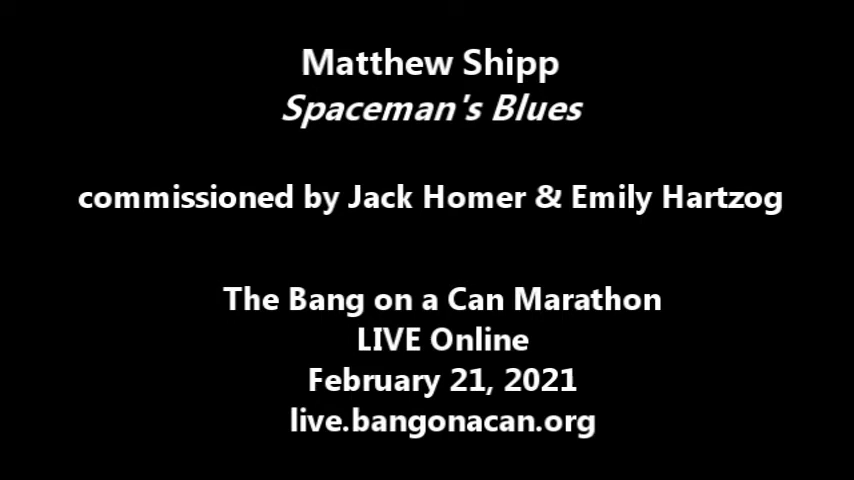 Matthew Shipp
Spaceman's Blues
commissioned by Jack Homer & Emily Hartzog
The Bang on a Can Marathon
LIVE Online
February 21, 2021
live.bangonacan.org